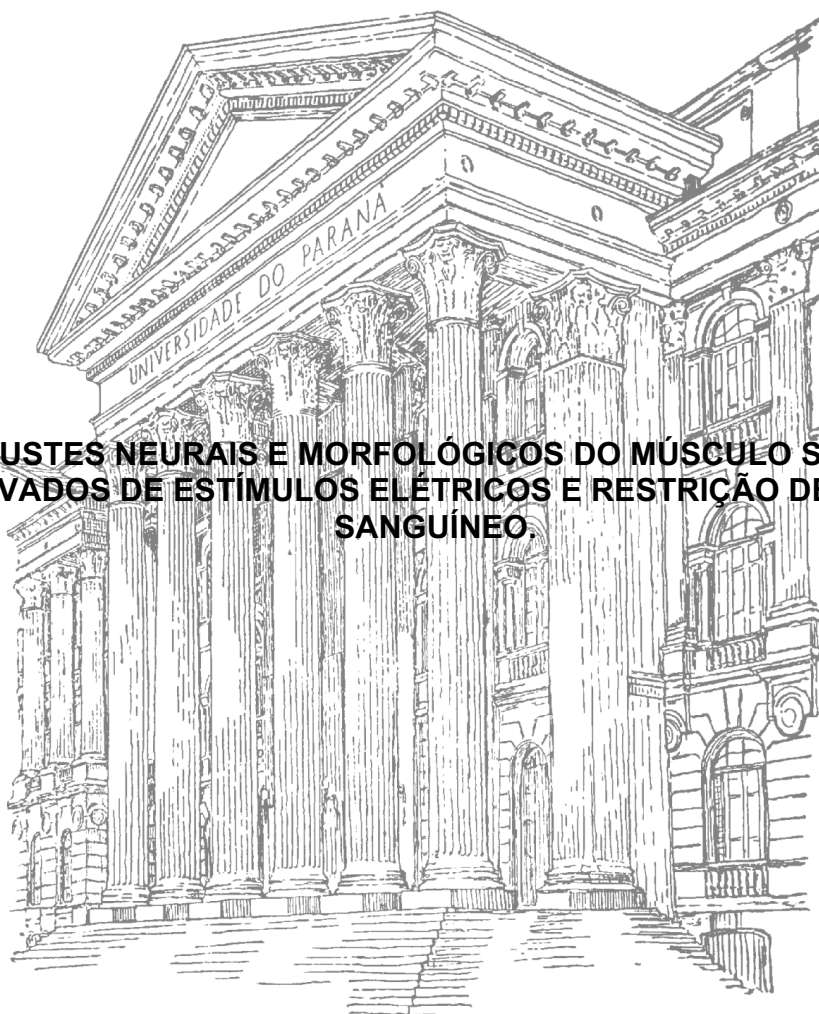 UNIVERSIDADE DO PARANÁ
USTES NEURAIS E MORFOLÓGICOS DO MÚSCULO S
VADOS DE ESTÍMULOS ELÉTRICOS E RESTRIÇÃO DE
SANGUÍNEO.